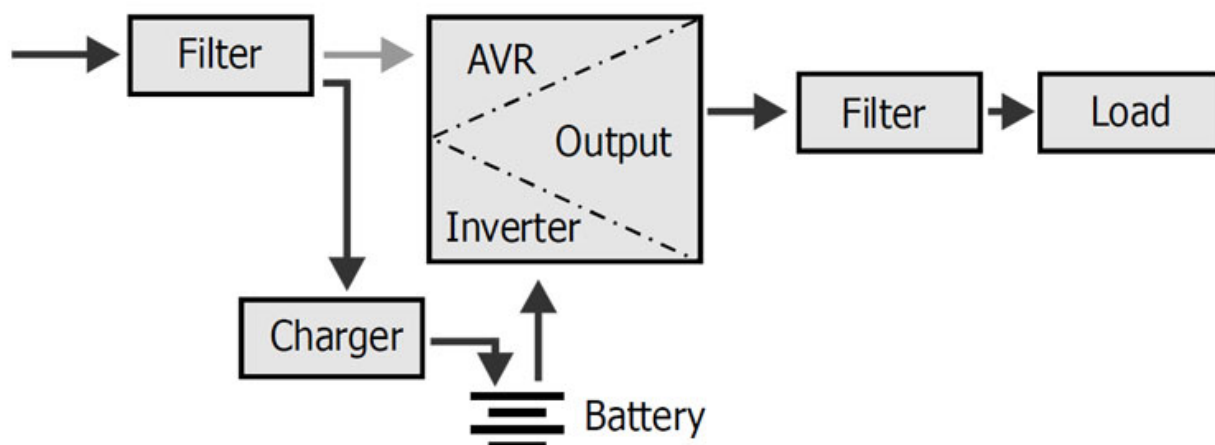 Filter
AVR
Output
Inverter
Filter
Load
Charger
Battery